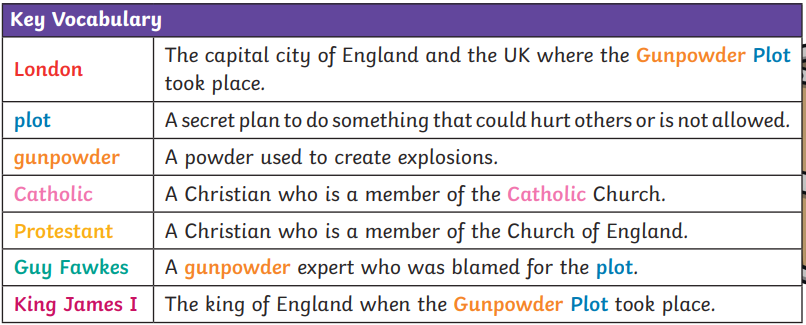 Key Vocabulary
London
The capital city of England and the UK where the Gunpowder Plot
took place.
plot
A secret plan to do something that could hurt others or is not allowed.
gunpowder
A powder used to create explosions.
Catholic
A Christian who is a member of the Catholic Church.
Protestant
A Christian who is a member of the Church of England.
Guy Fawkes
A gunpowder expert who was blamed for the plot.
King James I
The king of England when the Gunpowder Plot took place.